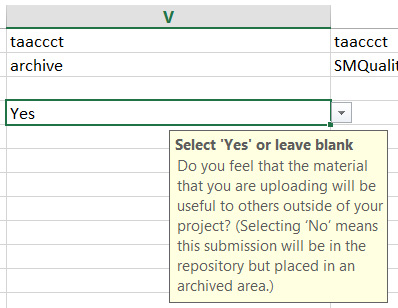 V
taaccct taaccct
archive SMQualit
Yes
Select 'Yes' or leave blank
Do you feel that the material
that you are uploading will be
useful to others outside of your
project? (Selecting ‘No’ means
this submission will be in the
repository but placed in an
archived area.)